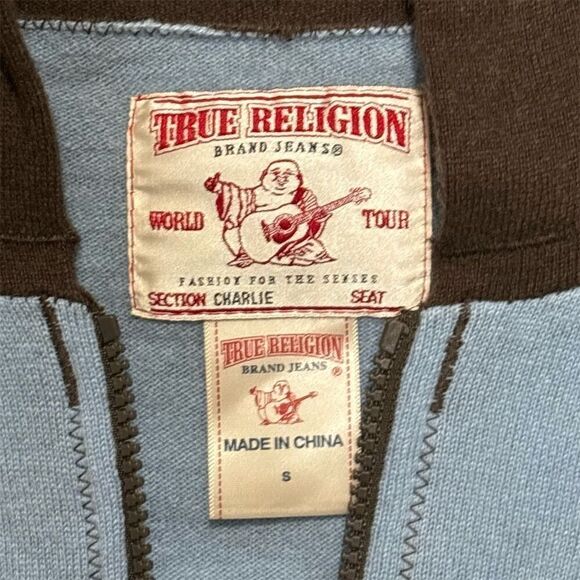 TRUE RELIGION
BRAND JEANS®
WORLD TOUR
FASHION FOR THE SENSES
SECTION CHARLIE SEAT
TRUE RELIGION
BRAND JEANS ®
MADE IN CHINA
S